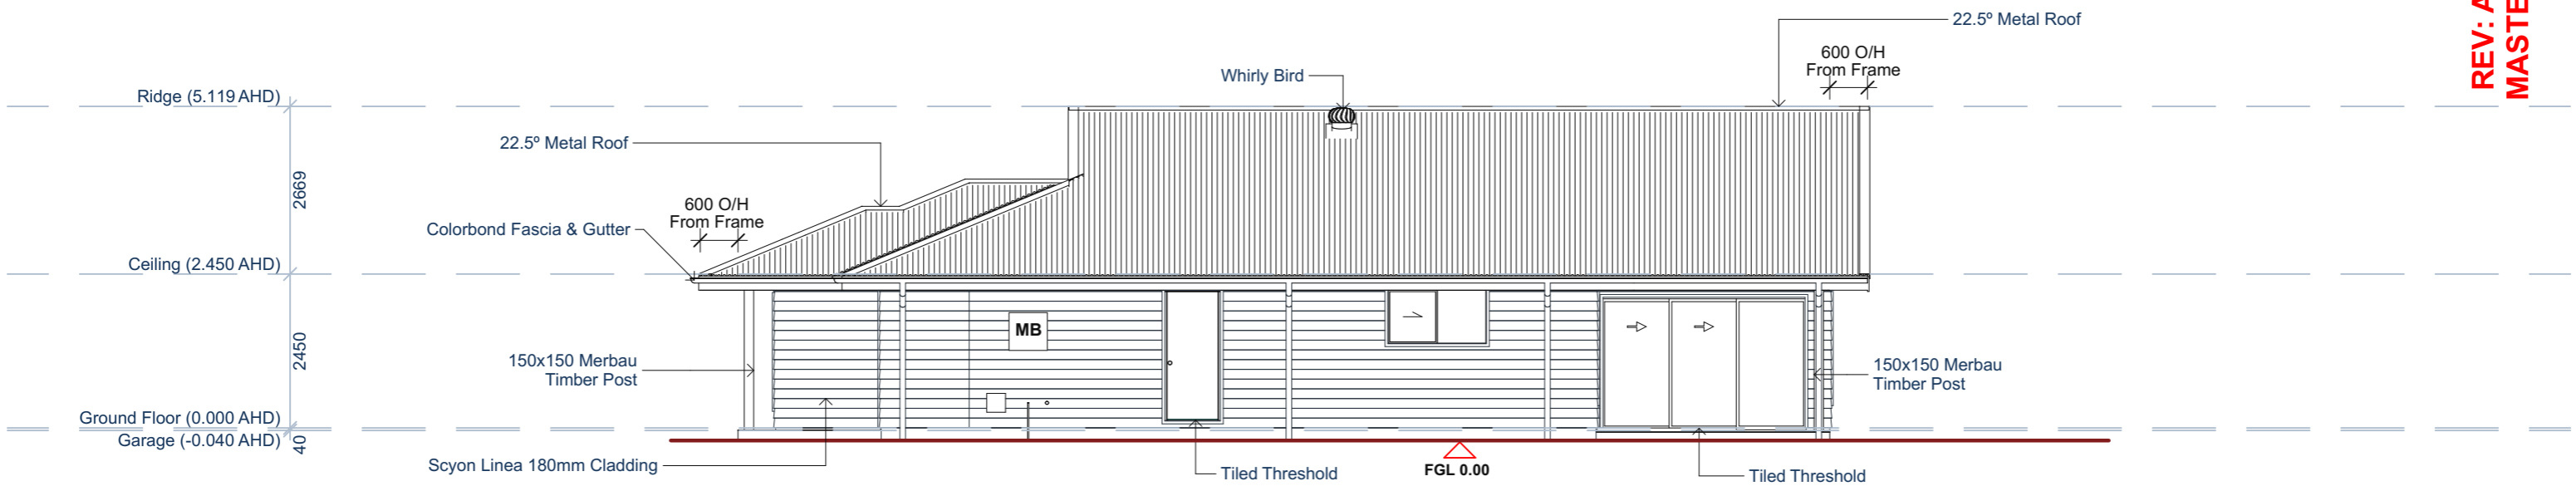 22.5º Metal Roof
REV: A
MASTE
600 O/H
From Frame
Whirly Bird
Ridge (5.119 AHD)
22.5º Metal Roof
2669
600 O/H
From Frame
Colorbond Fascia & Gutter
Ceiling (2.450 AHD)
MB
2450
150x150 Merbau
Timber Post
150x150 Merbau
Timber Post
Ground Floor (0.000 AHD)
Garage (-0.040 AHD)
40
Scyon Linea 180mm Cladding
Tiled Threshold
FGL 0.00
Tiled Threshold